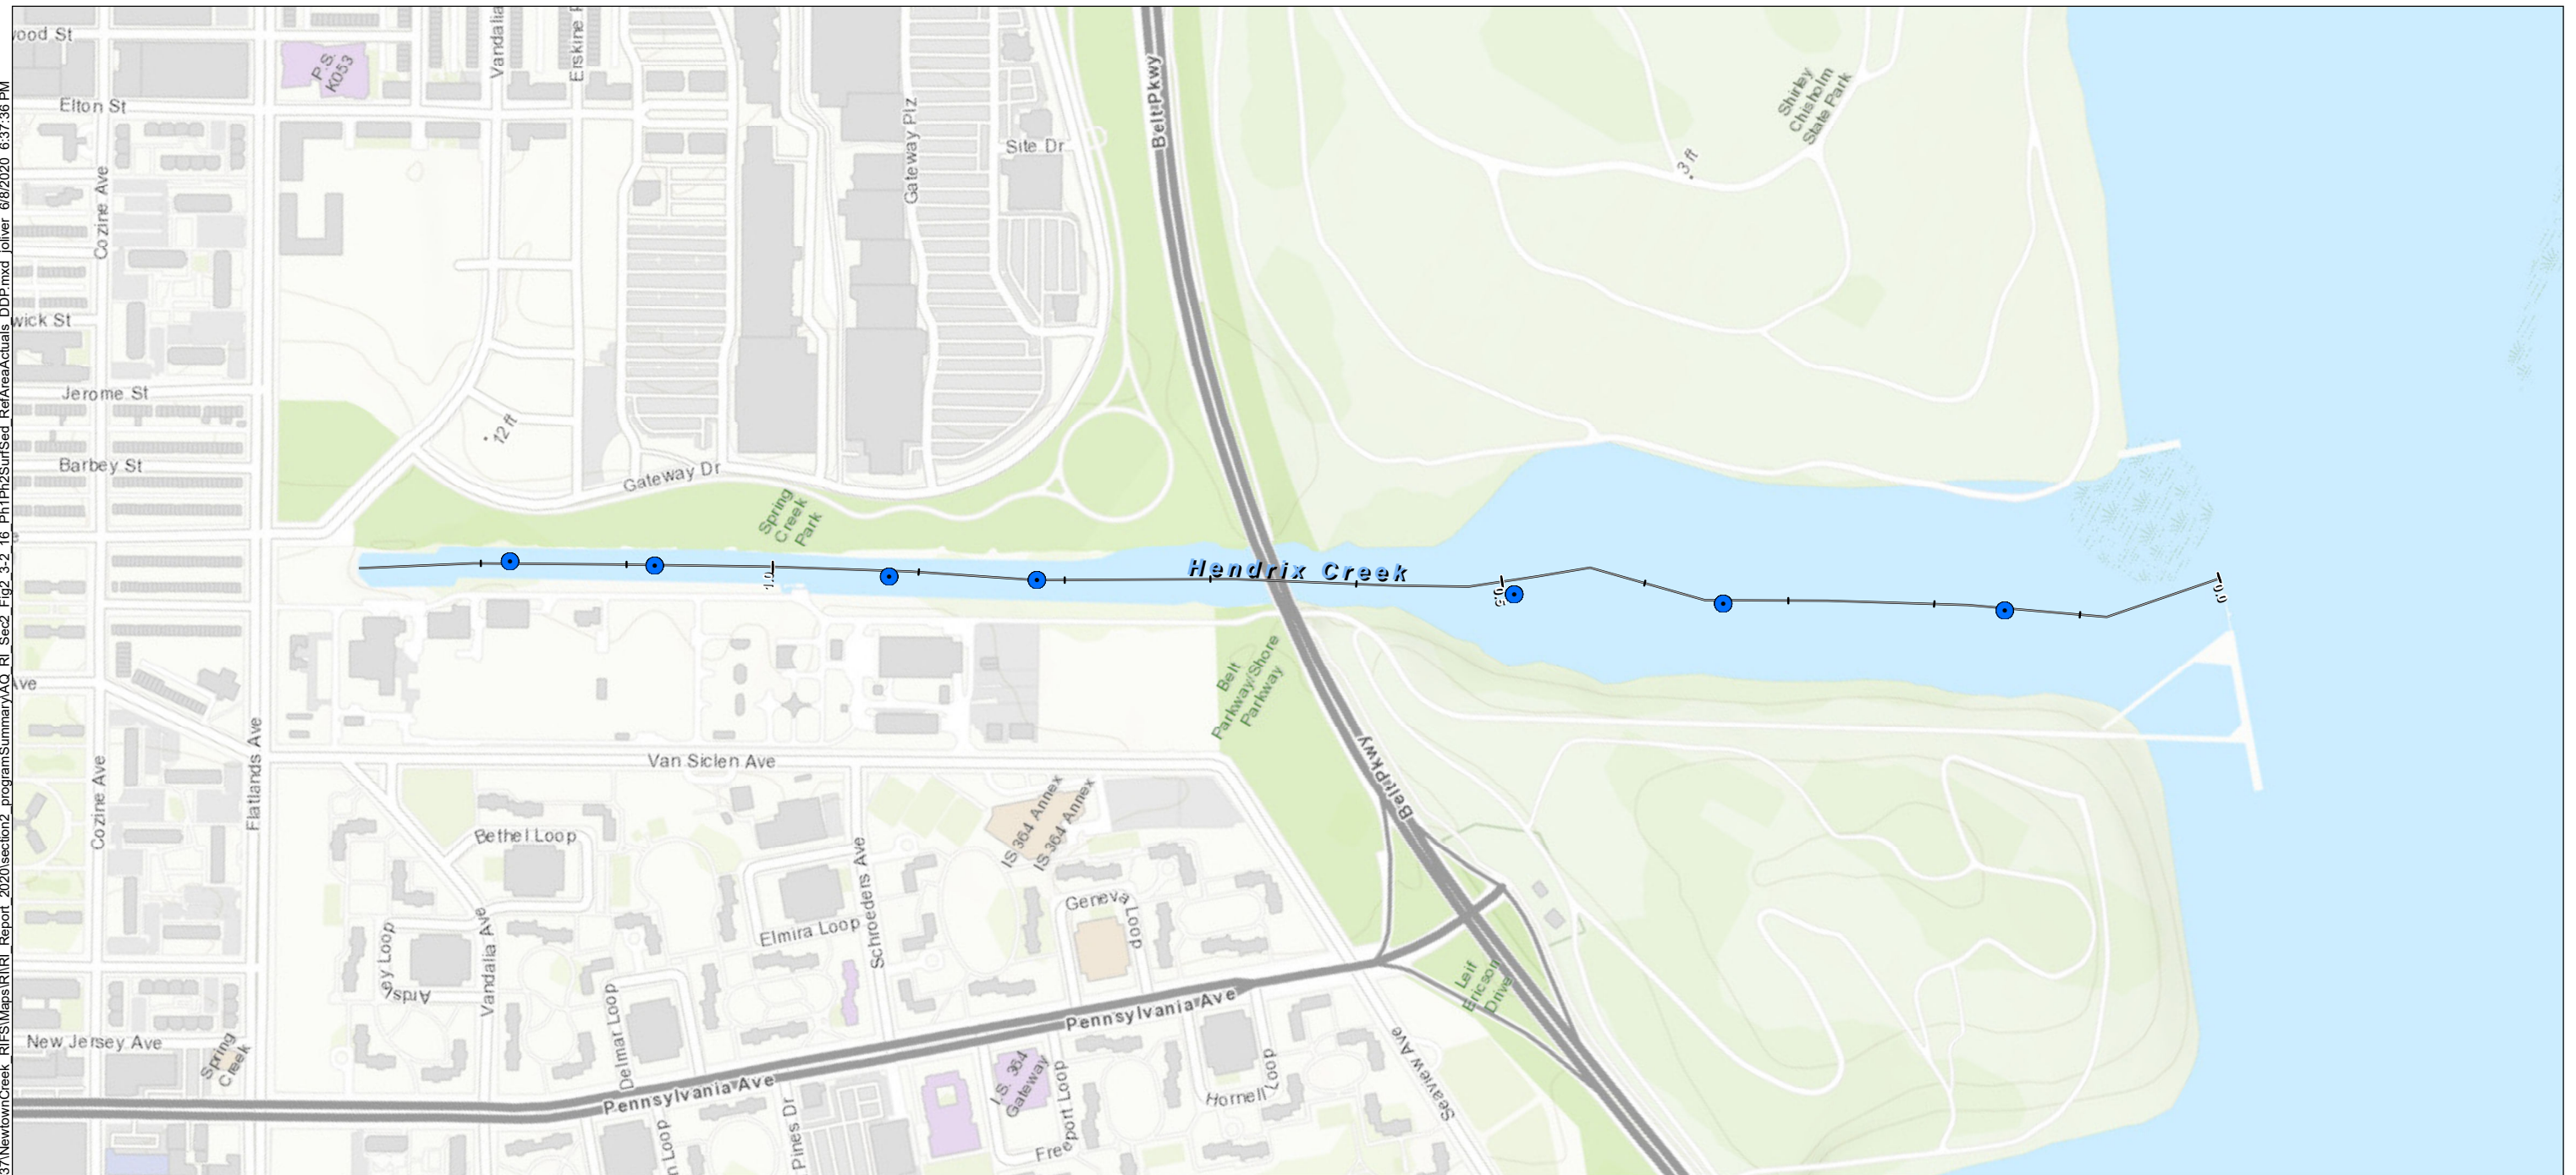 37\NewtownCreek_RIFS\Maps\RI\RI_Report_2020\section2_programSummary\AQ_RI_Sec2_Fig2_3-2_16_Ph1Ph2SurfSed_RefAreaActuals_DDP.mxd joliver 6/8/2020 6:37:36 PM
ood St
P.S.
K053
Vandalia
Erskine
Elton St
Cozine Ave
Gateway Plz
Site Dr
Belt Pkwy
Shirley
Chisholm
State Park
3 ft
wick St
Jerome St
12 ft
Barbey St
Gateway Dr
Spring
Creek
Park
Hendrix Creek
1.0
0.5
0.0
Ave
Cozine Ave
Flatlands Ave
Van Siclen Ave
Belt
Parkway/Shore
Parkway
Belt Pkwy
Bethel Loop
IS 364 Annex
IS 364 Annex
Schroeders Ave
Elmira Loop
Geneva Loop
ey Loop
Ardsl
Vandalia Ave
Delmar Loop
Leif
Ericson
Drive
Pennsylvania Ave
New Jersey Ave
Spring
Creek
Pennsylvania Ave
I.S. 364
Gateway
Freeport Loop
Hornell Loop
Seaview Ave
n Loop
Pines Dr